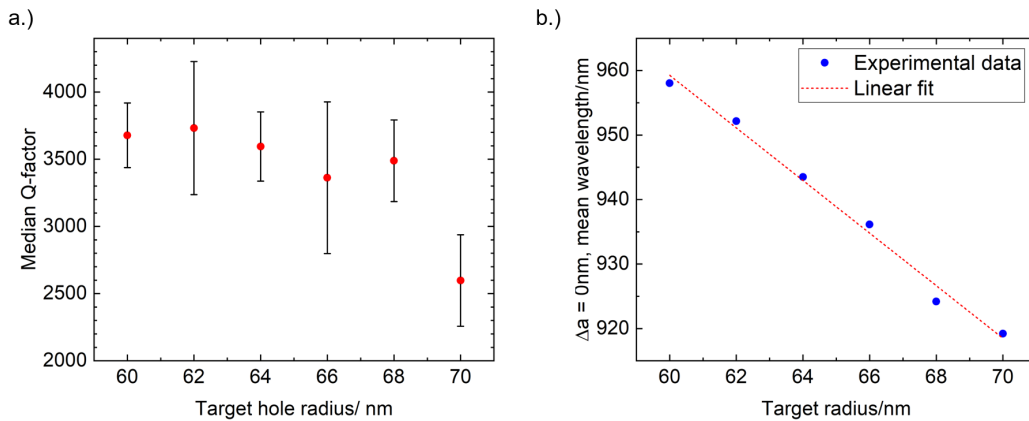 a.)
4000
3500
3000
2500
2000
60 62 64 66 68 70
Median Q-factor
Target hole radius/ nm
b.)
Experimental data
Linear fit
960
950
940
930
920
60 62 64 66 68 70
Δa = 0nm, mean wavelength/nm
Target radius/nm